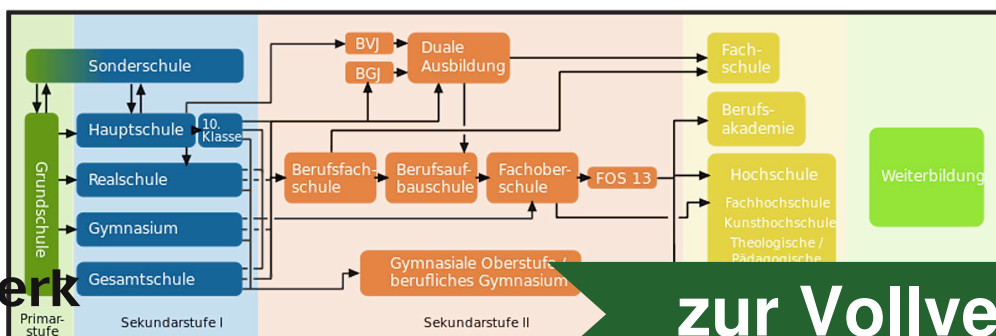 Sonderschule
Grundschule
Hauptschule
10.
Klasse
Realschule
Gymnasium
Gesamtschule
BVJ
BGJ
Duale
Ausbildung
Berufsfach-
schule
Berufsauf-
bauschule
Fachober-
schule
FOS 13
Gymnasiale Oberstufe /
berufliches Gymnasium
Fach-
schule
Berufs-
akademie
Hochschule
Fachhochschule
Kunsthochschule
Theologische /
Pädagogische
Weiterbildung
erk
zur Vollve
Primar-
stufe
Sekundarstufe I
Sekundarstufe II